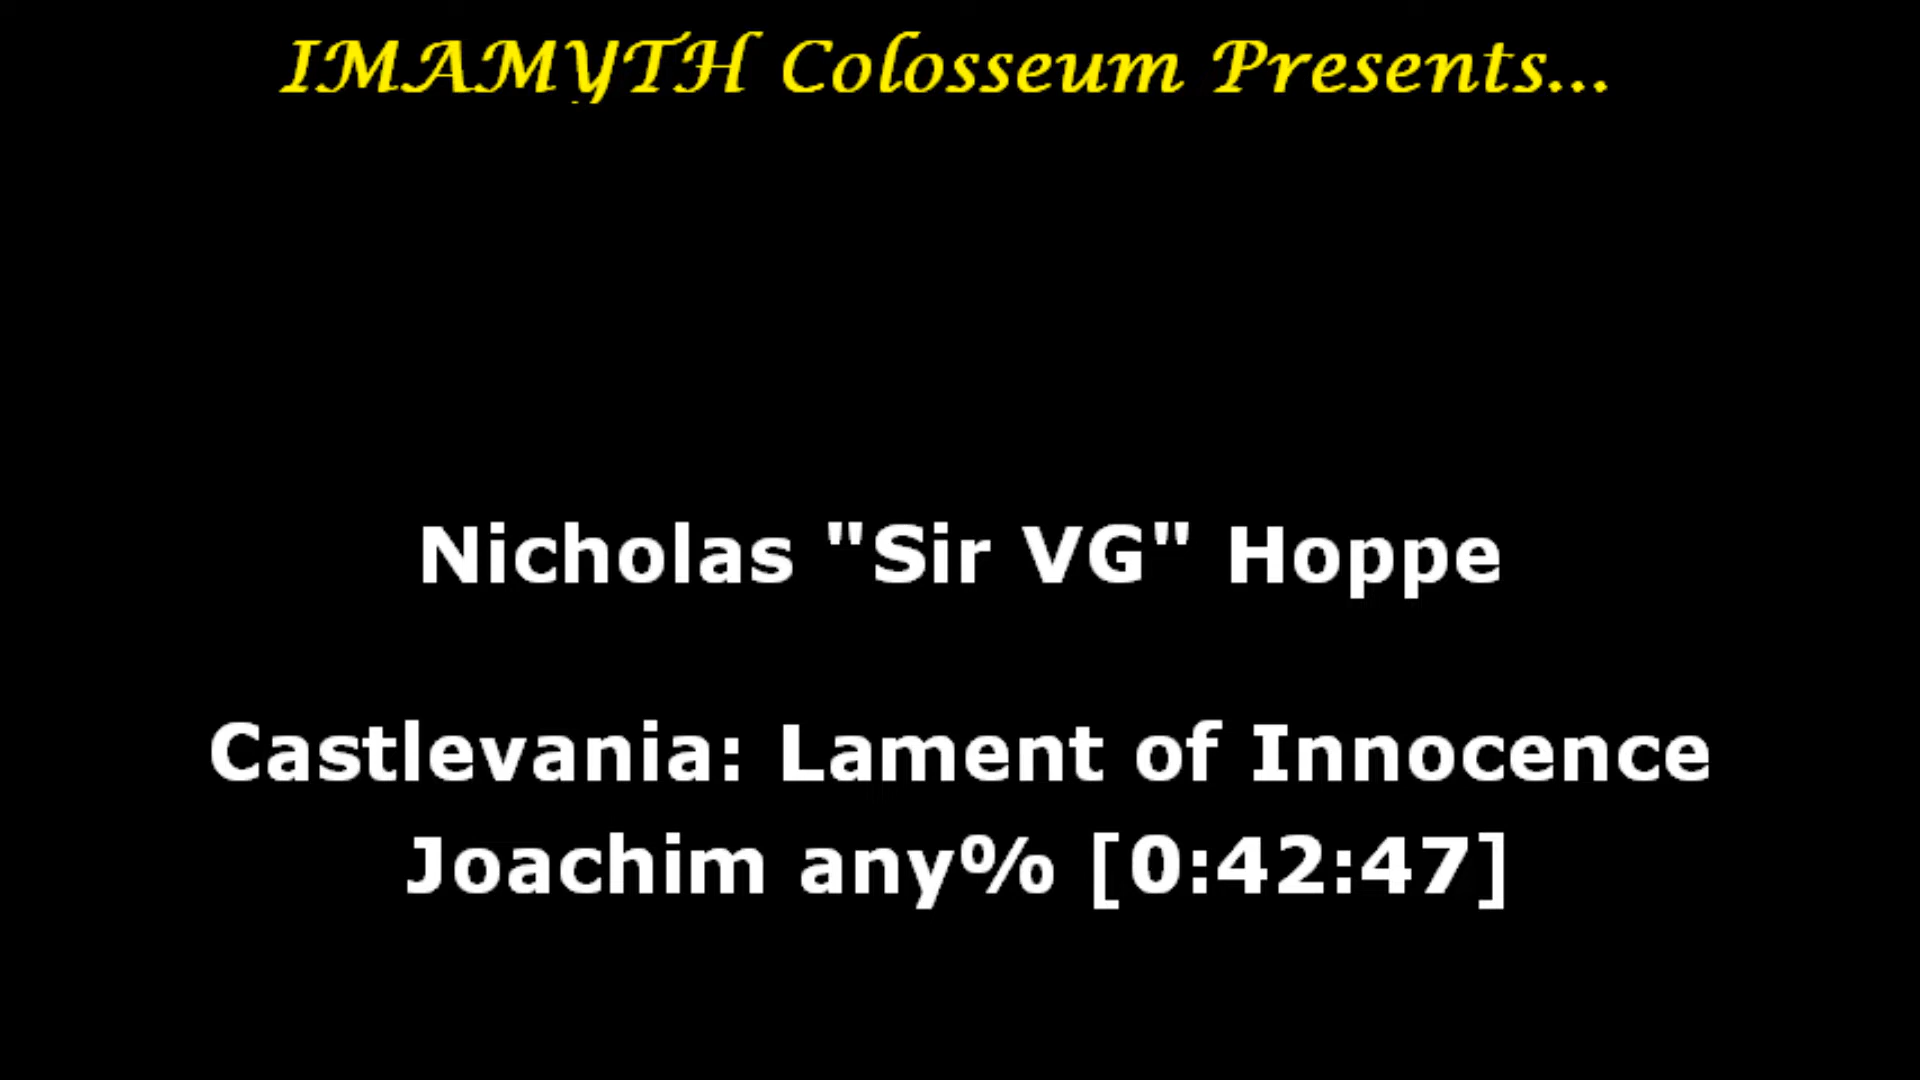 IMAMYTH Colosseum Presents...
Nicholas "Sir VG" Hoppe
Castlevania: Lament of Innocence
Joachim any% [0:42:47]